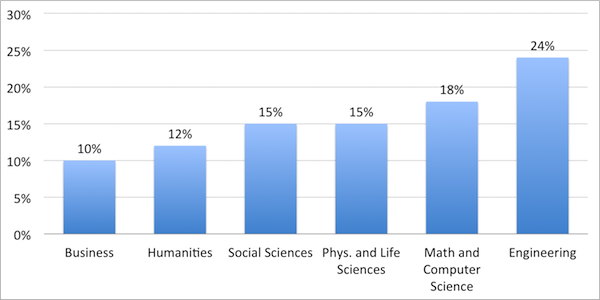 30%
25%
20%
15%
10%
5%
0%
10%
12%
15%
15%
18%
24%
Business
Humanities
Social Sciences
Phys. and Life
Sciences
Math and
Computer
Science
Engineering